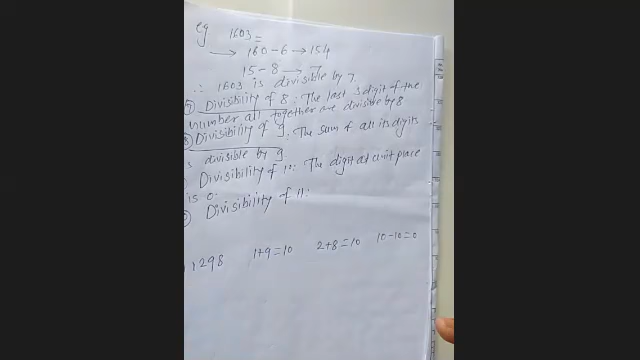 eg 1603 =
→ 160-6 → 154
15-8 → 7
∴ 1603 is divisible by 7.
⑦ Divisibility of 8: The last 3 digit of the
number all together are divisible by 8
⑧ Divisibility of 9: The sum of all its digits
is divisible by 9
Divisibility of 10: The digit at unit place
is 0.
Divisibility of 11:
1298 1+9=10 2+8=10 10-10=0